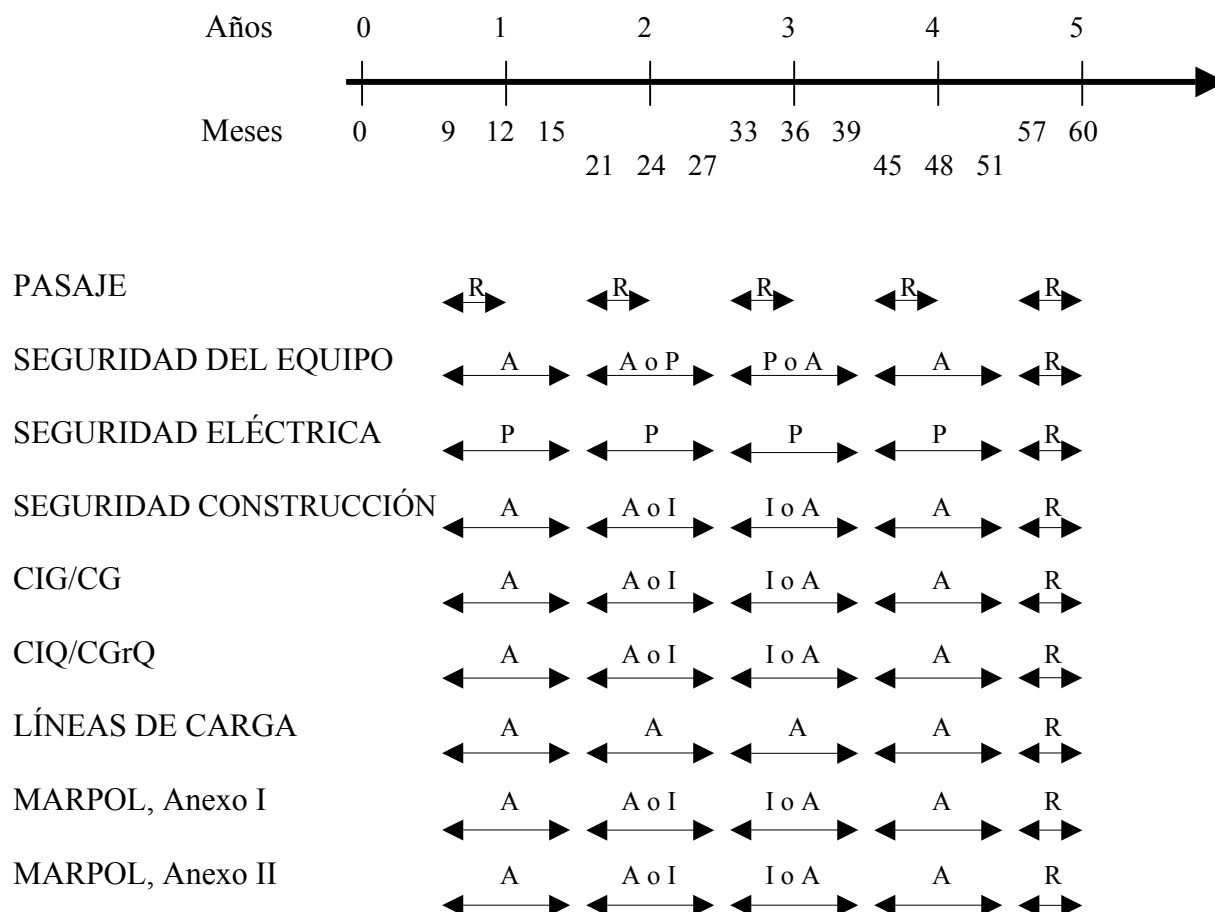 Años 0 1 2 3 4 5
Meses 0 9 12 15 33 36 39 57 60
21 24 27 45 48 51
PASAJE R R R R R
SEGURIDAD DEL EQUIPO A A o P P o A A R
SEGURIDAD ELÉCTRICA P P P P R
SEGURIDAD CONSTRUCCIÓN A A o I I o A A R
CIG/CG A A o I I o A A R
CIQ/CGrQ A A o I I o A A R
LÍNEAS DE CARGA A A A A R
MARPOL, Anexo I A A o I I o A A R
MARPOL, Anexo II A A o I I o A A R